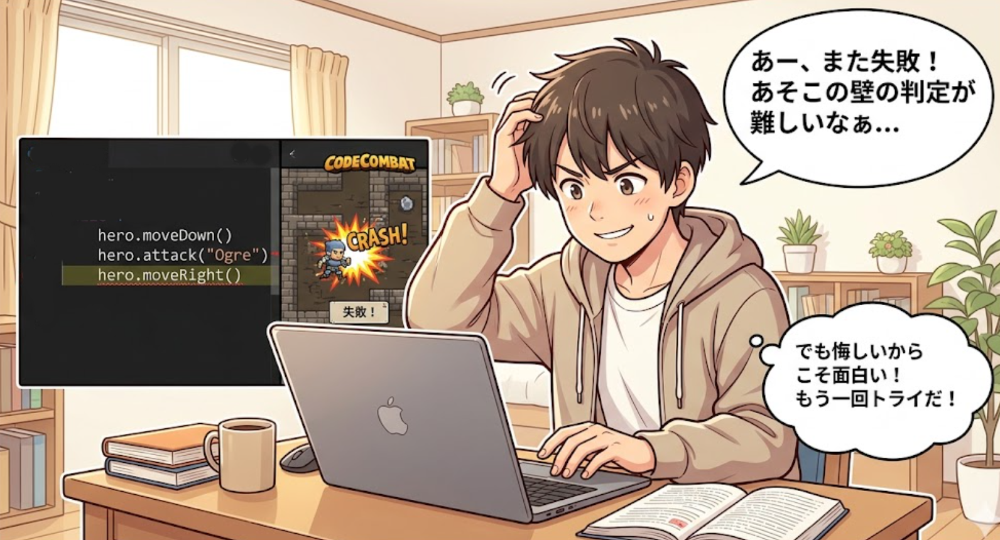 あー、また失敗！
あそこの壁の判定が
難しいなぁ…
CODECOMBAT
hero.moveDown()
hero.attack("Ogre")
hero.moveRight()
CRASH!
失敗！
でも悔しいから
こそ面白い！
もう一回トライだ！